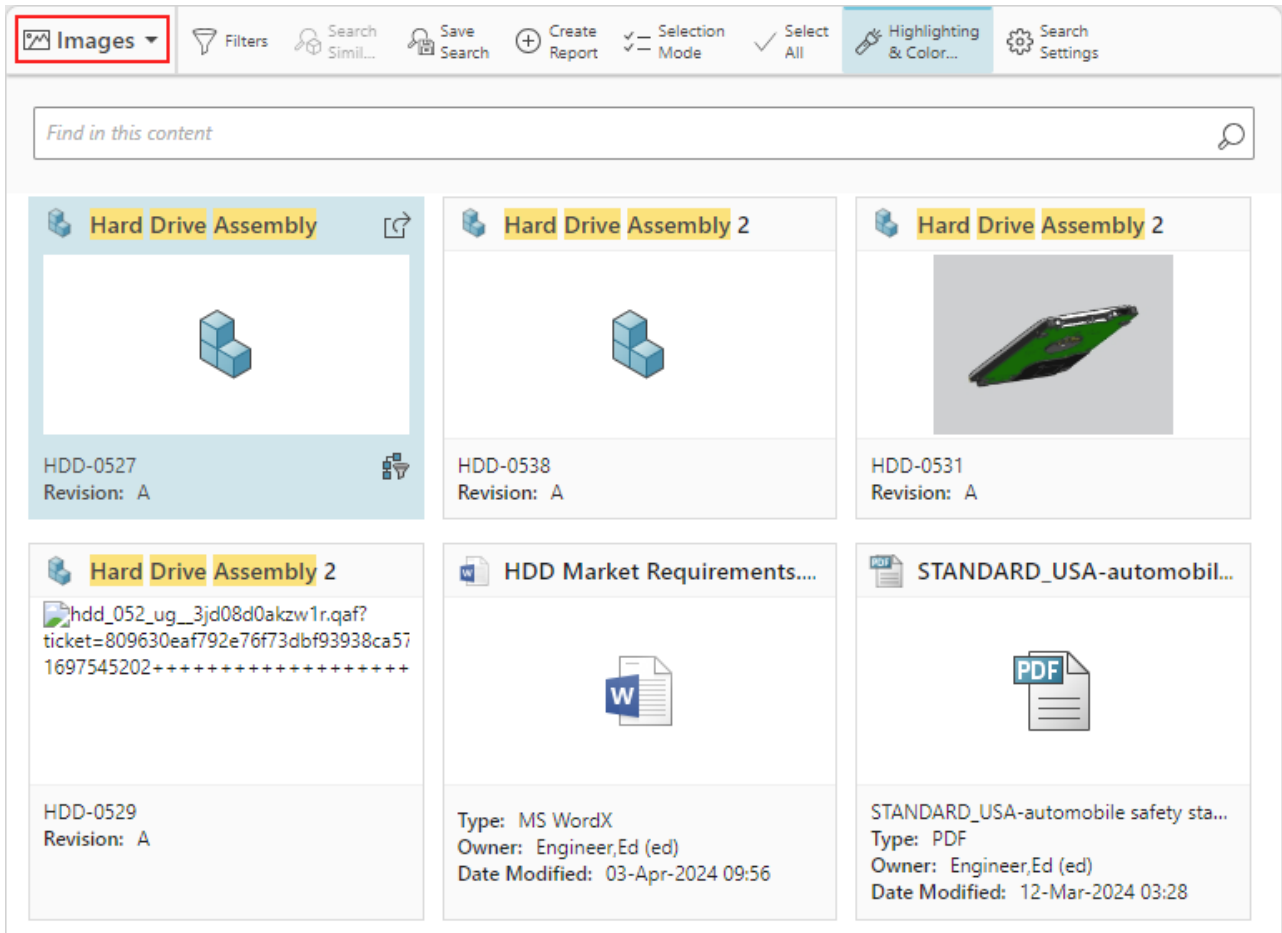 Images
Filters
Search
Simil...
Save
Search
Create
Report
Selection
Mode
Select
All
Highlighting
& Color...
Search
Settings
Find in this content
Hard Drive Assembly
HDD-0527
Revision: A
Hard Drive Assembly 2
HDD-0538
Revision: A
Hard Drive Assembly 2
HDD-0531
Revision: A
Hard Drive Assembly 2
hdd_052_ug__3jd08d0akzw1r.qaf?
ticket=809630eaf792e76f73dbf93938ca57
1697545202+++++++++++++++++++
HDD-0529
Revision: A
HDD Market Requirements....
W
Type: MS WordX
Owner: Engineer,Ed (ed)
Date Modified: 03-Apr-2024 09:56
PDF
STANDARD_USA-automobil...
PDF
STANDARD_USA-automobile safety sta...
Type: PDF
Owner: Engineer,Ed (ed)
Date Modified: 12-Mar-2024 03:28